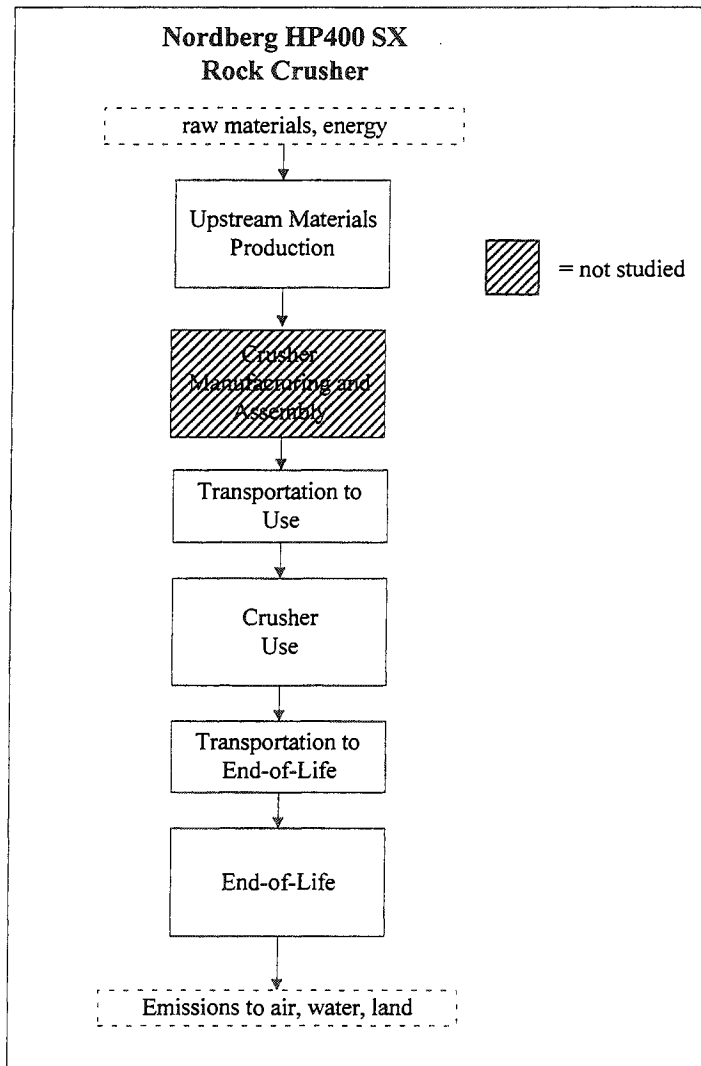 Nordberg HP400 SX
Rock Crusher
raw materials, energy
Upstream Materials
Production
= not studied
Crusher
Manufacturing and
Assembly
Transportation to
Use
Crusher
Use
Transportation to
End-of-Life
End-of-Life
Emissions to air, water, land